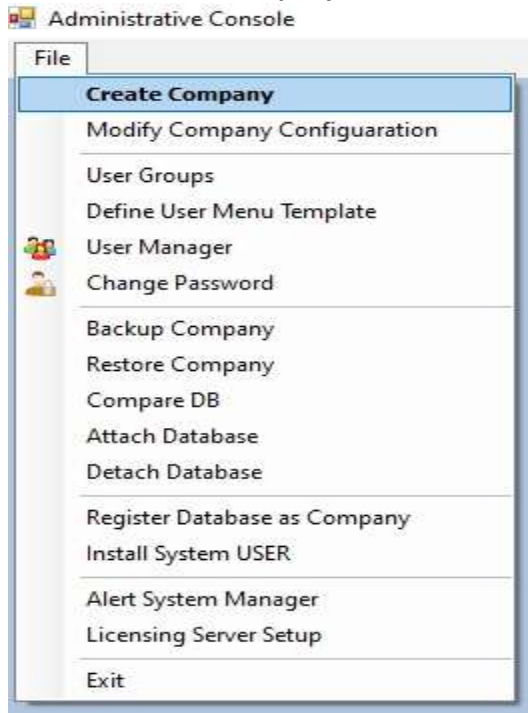 Administrative Console
File
Create Company
Modify Company Configuaration
User Groups
Define User Menu Template
User Manager
Change Password
Backup Company
Restore Company
Compare DB
Attach Database
Detach Database
Register Database as Company
Install System USER
Alert System Manager
Licensing Server Setup
Exit